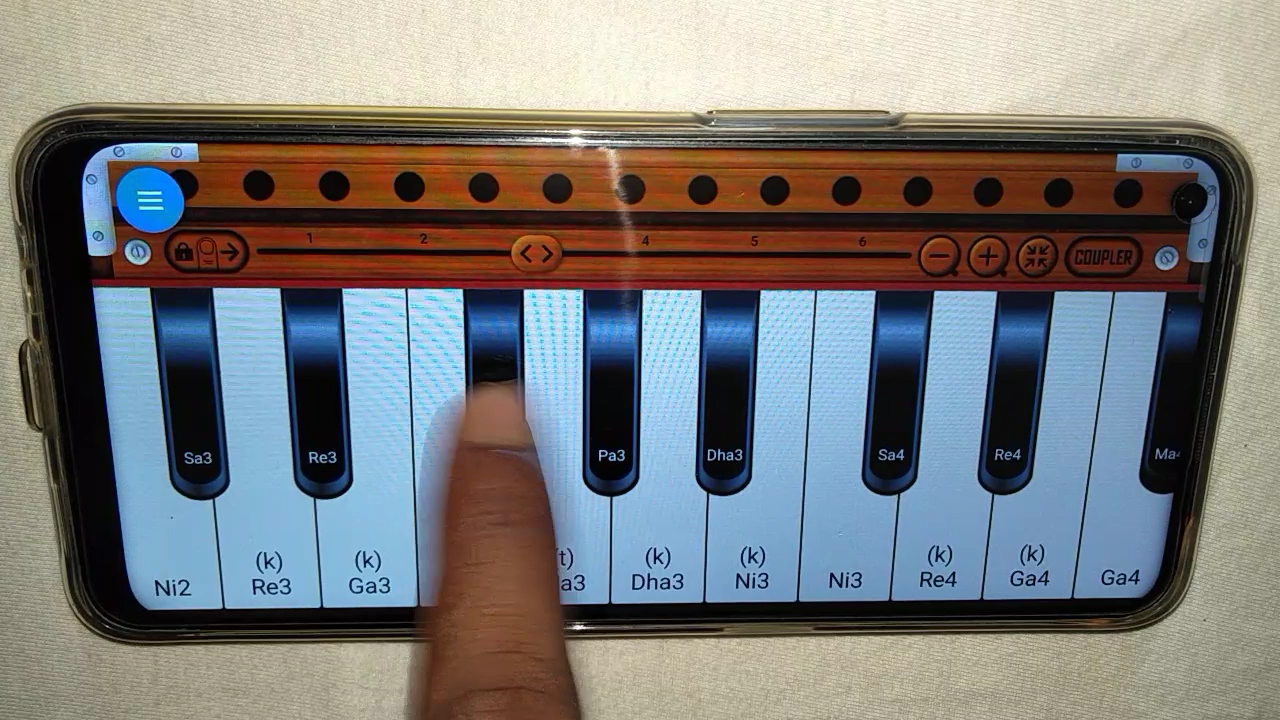 1 2 4 5 6
COUPLER
Sa3 Re3 Pa3 Dha3 Sa4 Re4
(k) (k) (k) (k) (k) (k)
Ni2 Re3 Ga3 Dha3 Ni3 Ni3 Re4 Ga4 Ga4